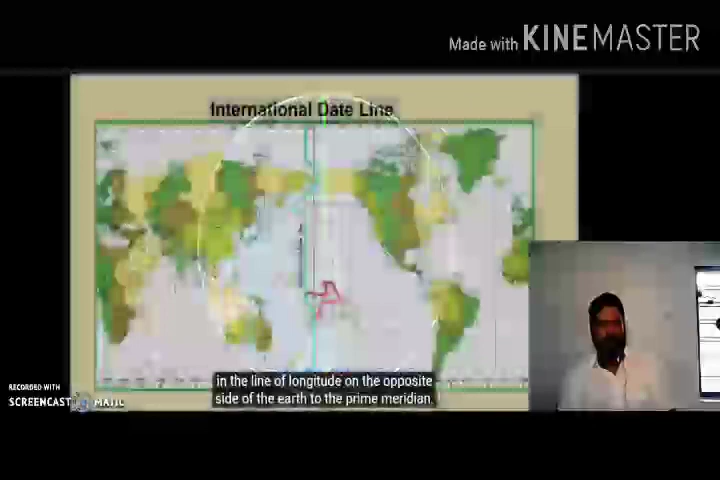 Made with KINEMASTER
International Date Line
in the line of longitude on the opposite
side of the earth to the prime meridian.
RECORDED WITH
SCREENCAST MATIC